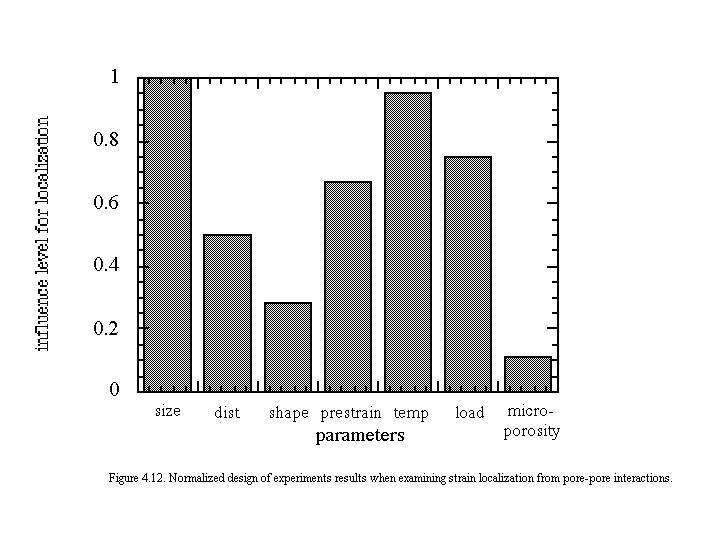 influence level for localization
1
0.8
0.6
0.4
0.2
0
size dist shape prestrain temp load micro-
porosity
parameters
Figure 4.12. Normalized design of experiments results when examining strain localization from pore-pore interactions.